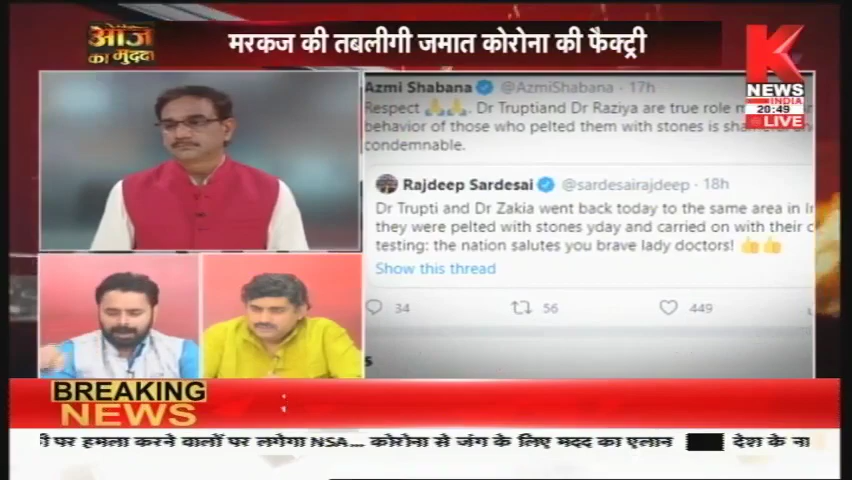 आज
का मुद्दा
मरकज की तबलीगी जमात कोरोना की फैक्ट्री
K
NEWS
INDIA
20:49
LIVE
Azmi Shabana @AzmiShabana · 17h
Respect 🙏🙏. Dr Truptiand Dr Raziya are true role
behavior of those who pelted them with stones is
condemnable.
Rajdeep Sardesai @sardesairajdeep · 18h
Dr Trupti and Dr Zakia went back today to the same area in
they were pelted with stones yday and carried on with their
testing: the nation salutes you brave lady doctors! 👍👍
Show this thread
34 56 449
BREAKING
NEWS
पर हमला करने वालों पर लगेगा NSA... कोरोना से जंग के लिए मदद का एलान देश के